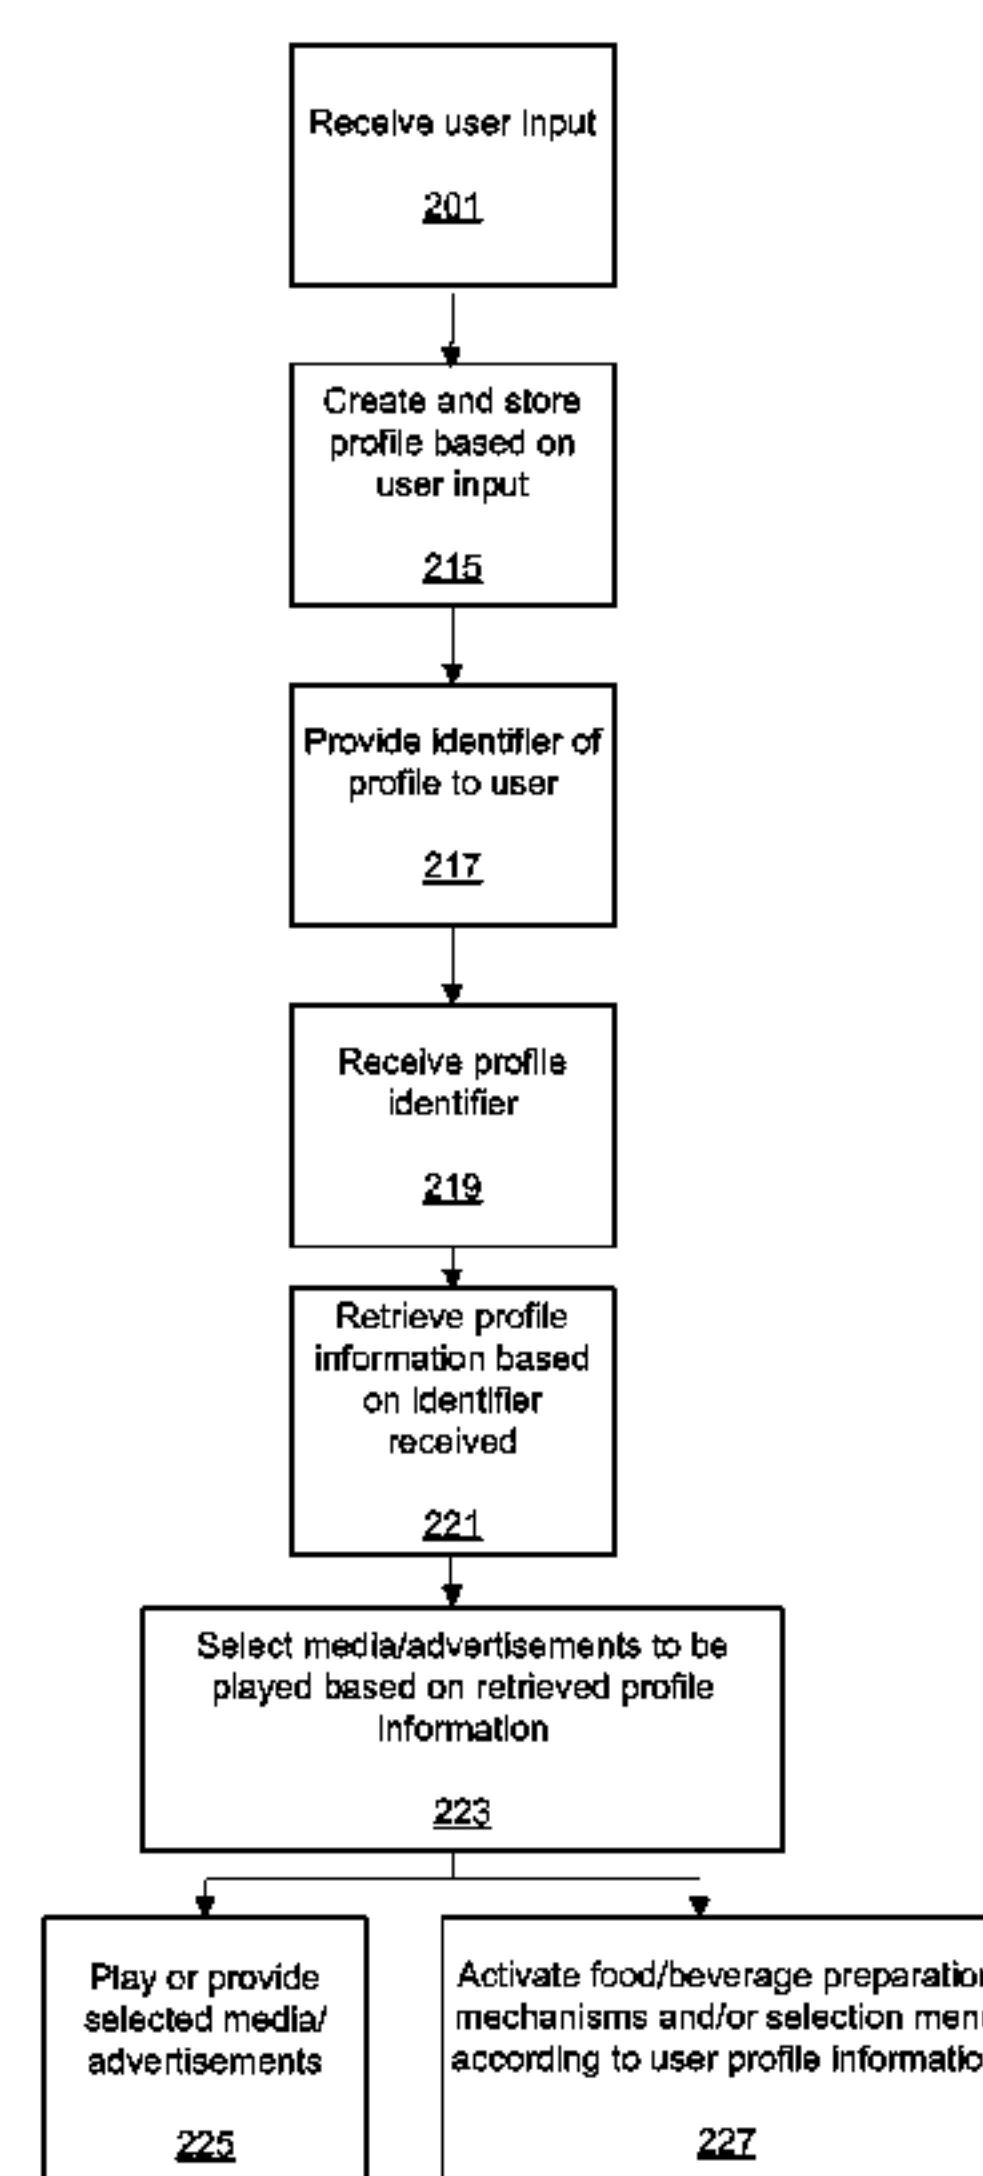 Receive user input
201
Create and store
profile based on
user input
215
Provide identifier of
profile to user
217
Receive profile
identifier
219
Retrieve profile
information based
on identifier
received
221
Select media/advertisements to be
played based on retrieved profile
information
223
Play or provide
selected media/
advertisements
225
Activate food/beverage preparation
mechanisms and/or selection menu
according to user profile informatio
227